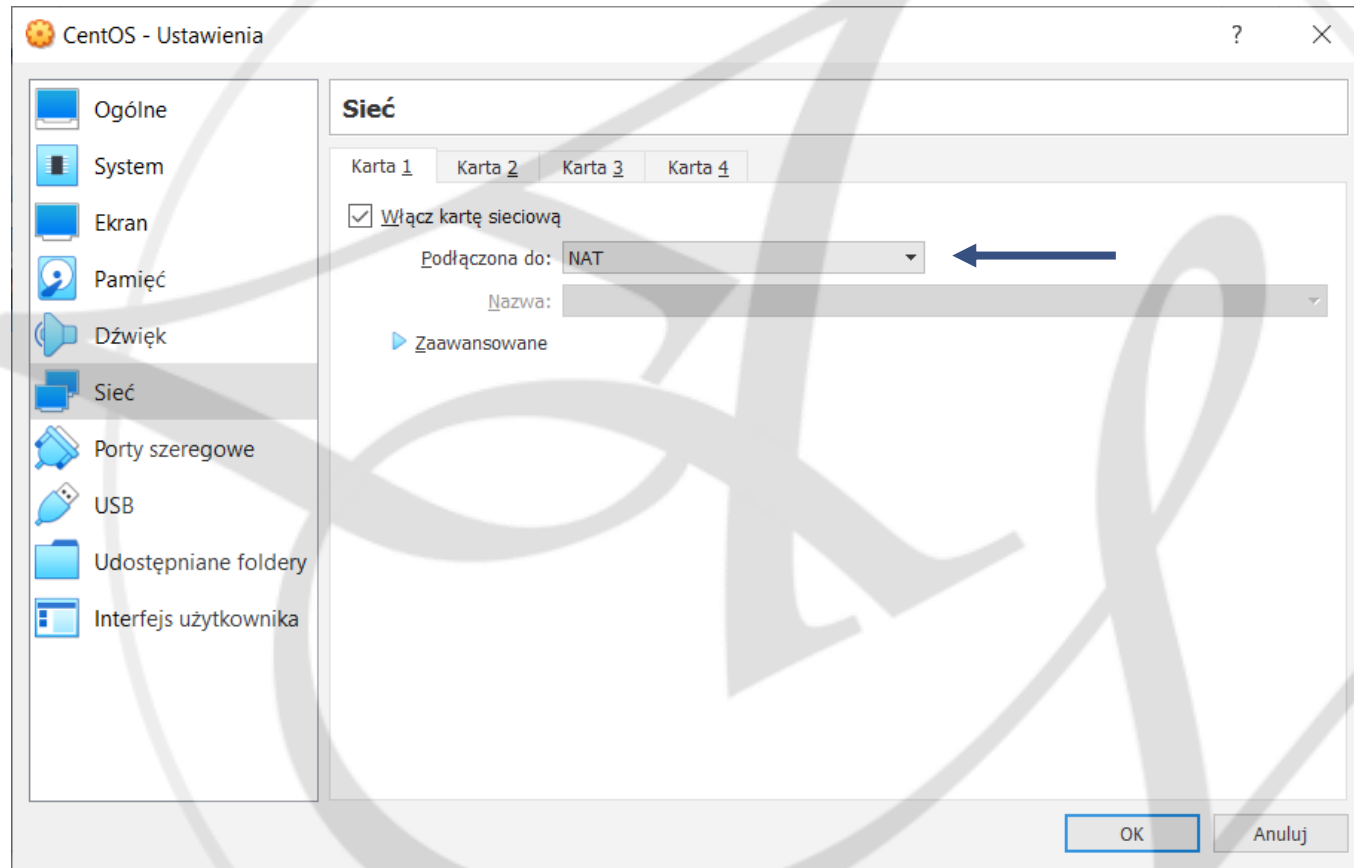 CentOS - Ustawienia
?
Ogólne
System
Ekran
Pamięć
Dźwięk
Sieć
Porty szeregowe
USB
Udostępniane foldery
Interfejs użytkownika
Sieć
Karta 1 Karta 2 Karta 3 Karta 4
Włącz kartę sieciową
Podłączona do: NAT
Nazwa:
Zaawansowane
OK Anuluj